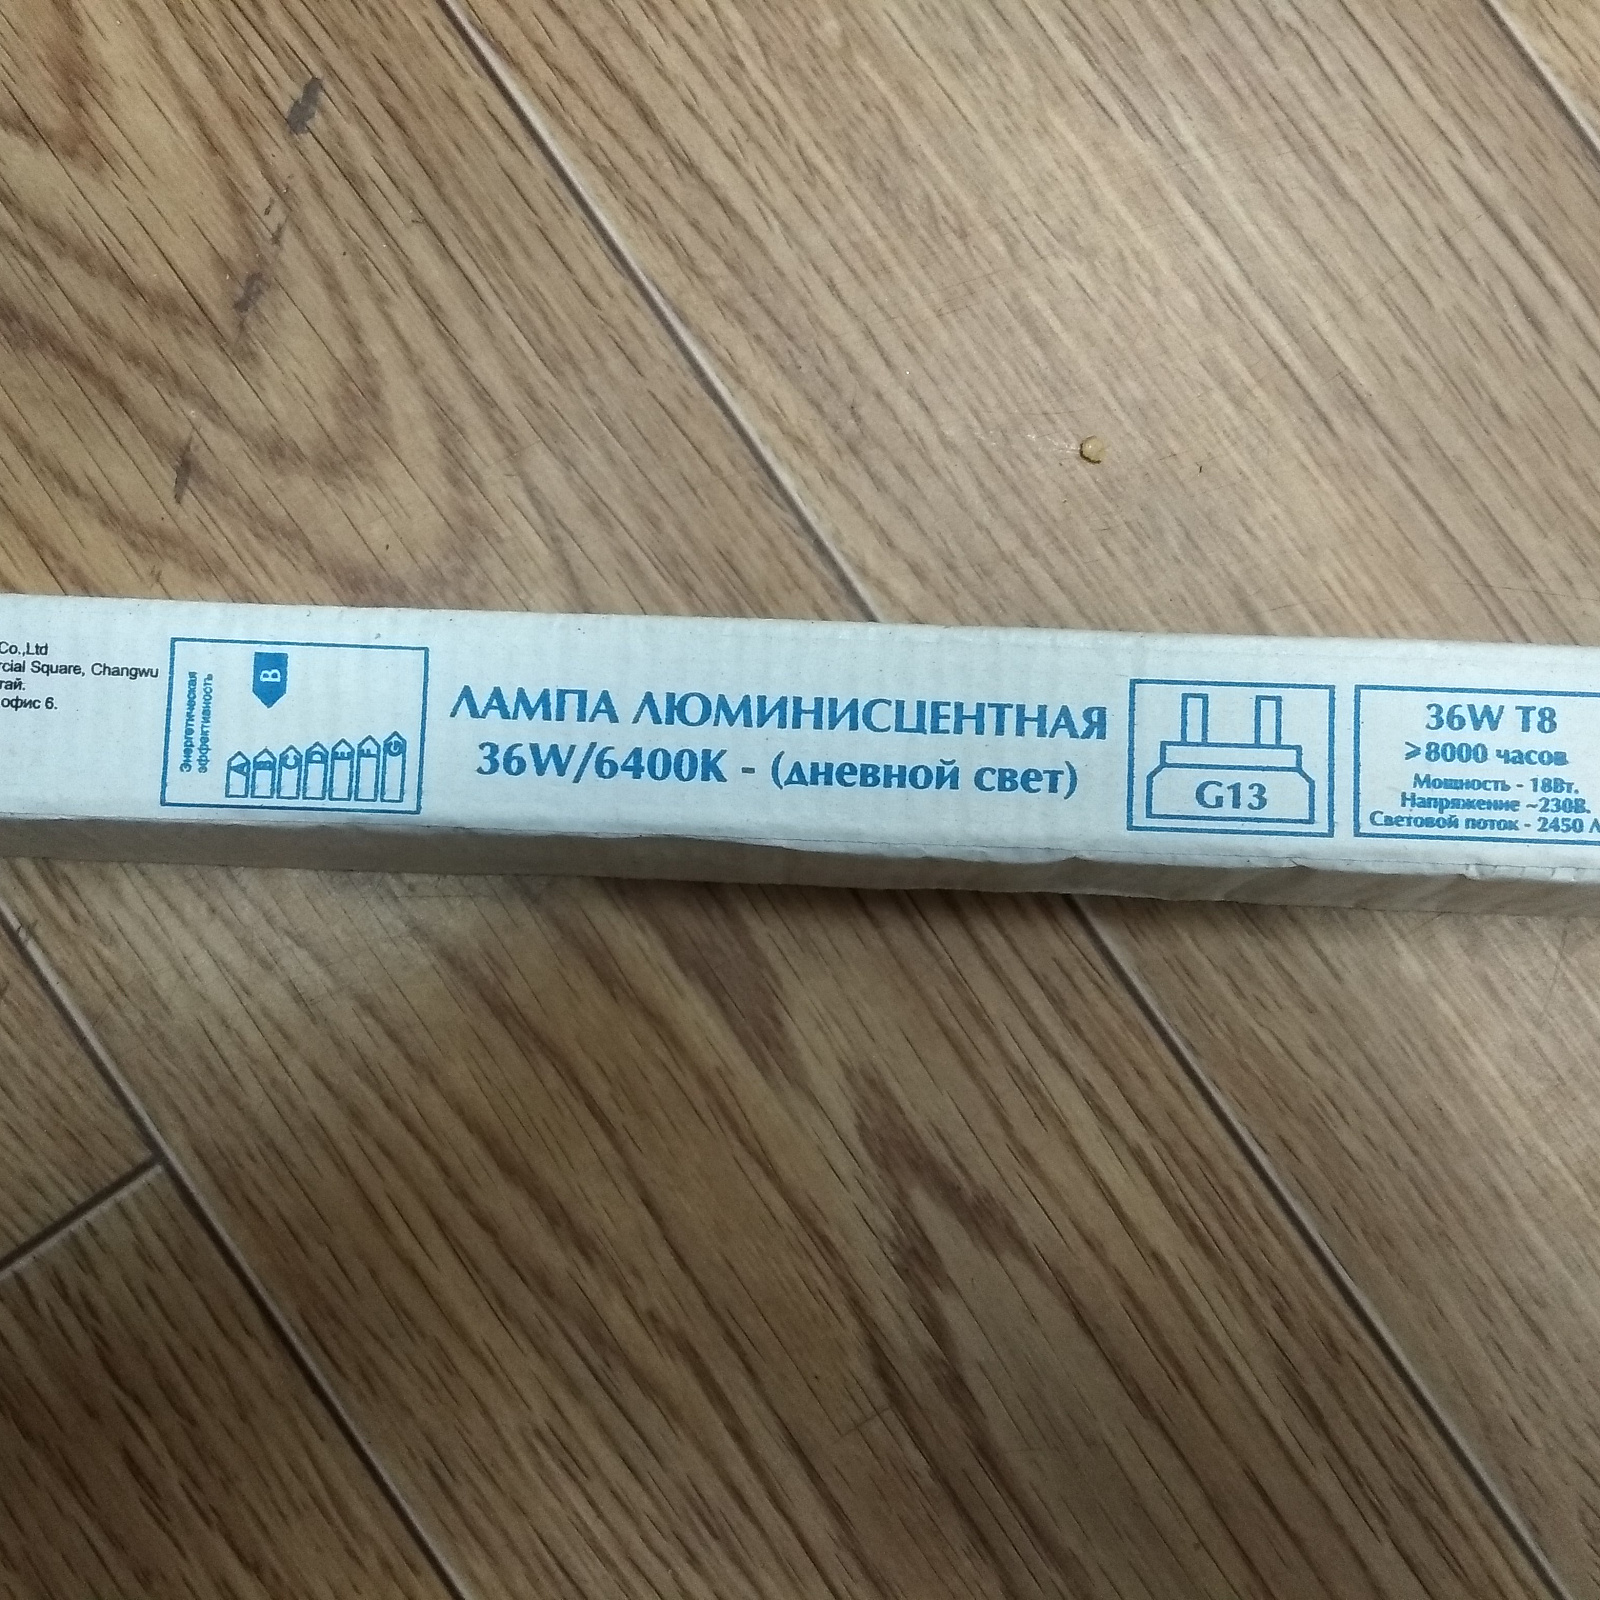 Co.,Ltd
rcial Square, Changwu
тай.
офис 6.
Энергетическая
эффективность
B
A B C D E F G
ЛАМПА ЛЮМИНИСЦЕНТНАЯ
36W/6400K - (дневной свет)
G13
36W T8
≥8000 часов
Мощность - 18Вт.
Напряжение ~230В.
Световой поток - 2450 Л